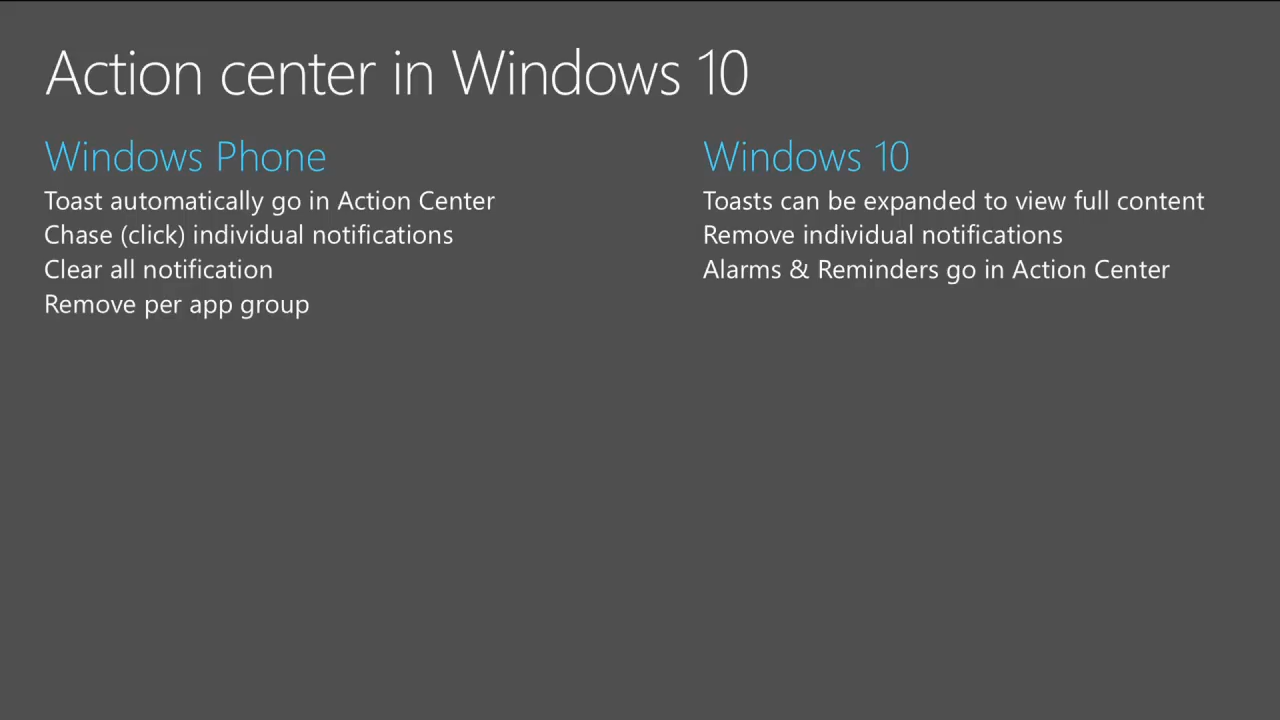 Action center in Windows 10
Windows Phone
Toast automatically go in Action Center
Chase (click) individual notifications
Clear all notification
Remove per app group
Windows 10
Toasts can be expanded to view full content
Remove individual notifications
Alarms & Reminders go in Action Center